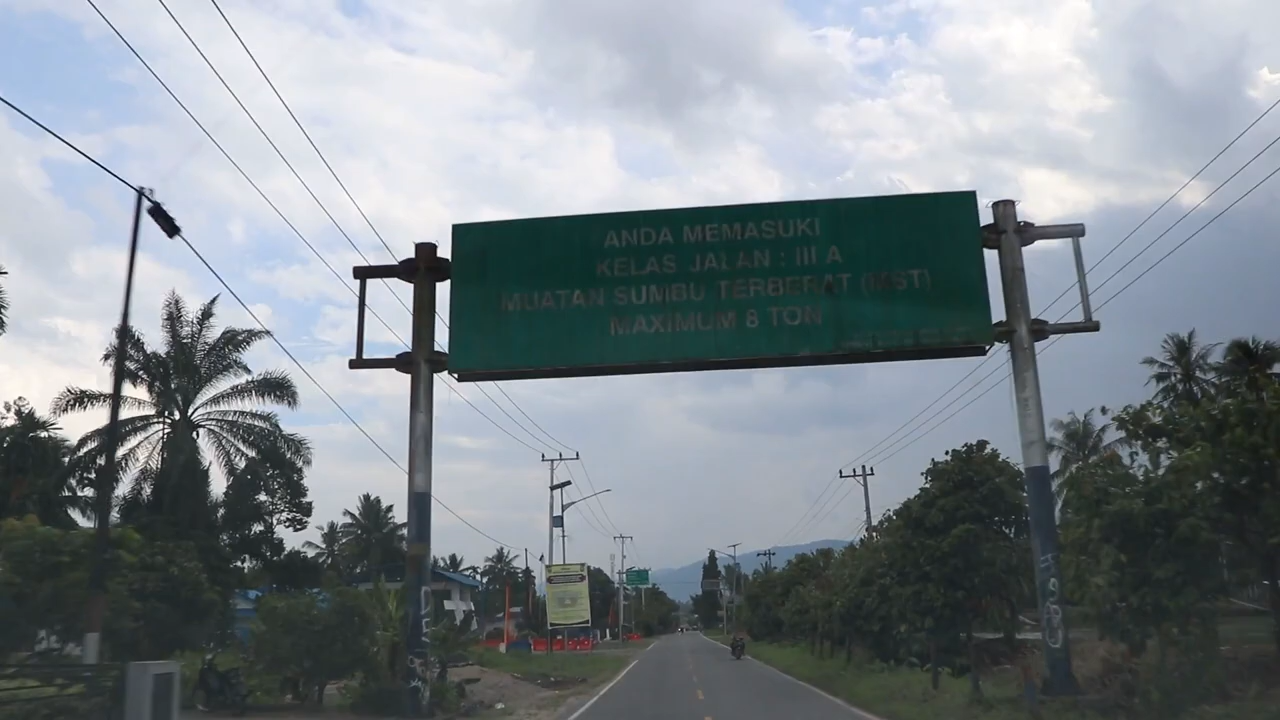 ANDA MEMASUKI
KELAS JALAN : III A
MUATAN SUMBU TERBERAT (MST)
MAXIMUM 8 TON